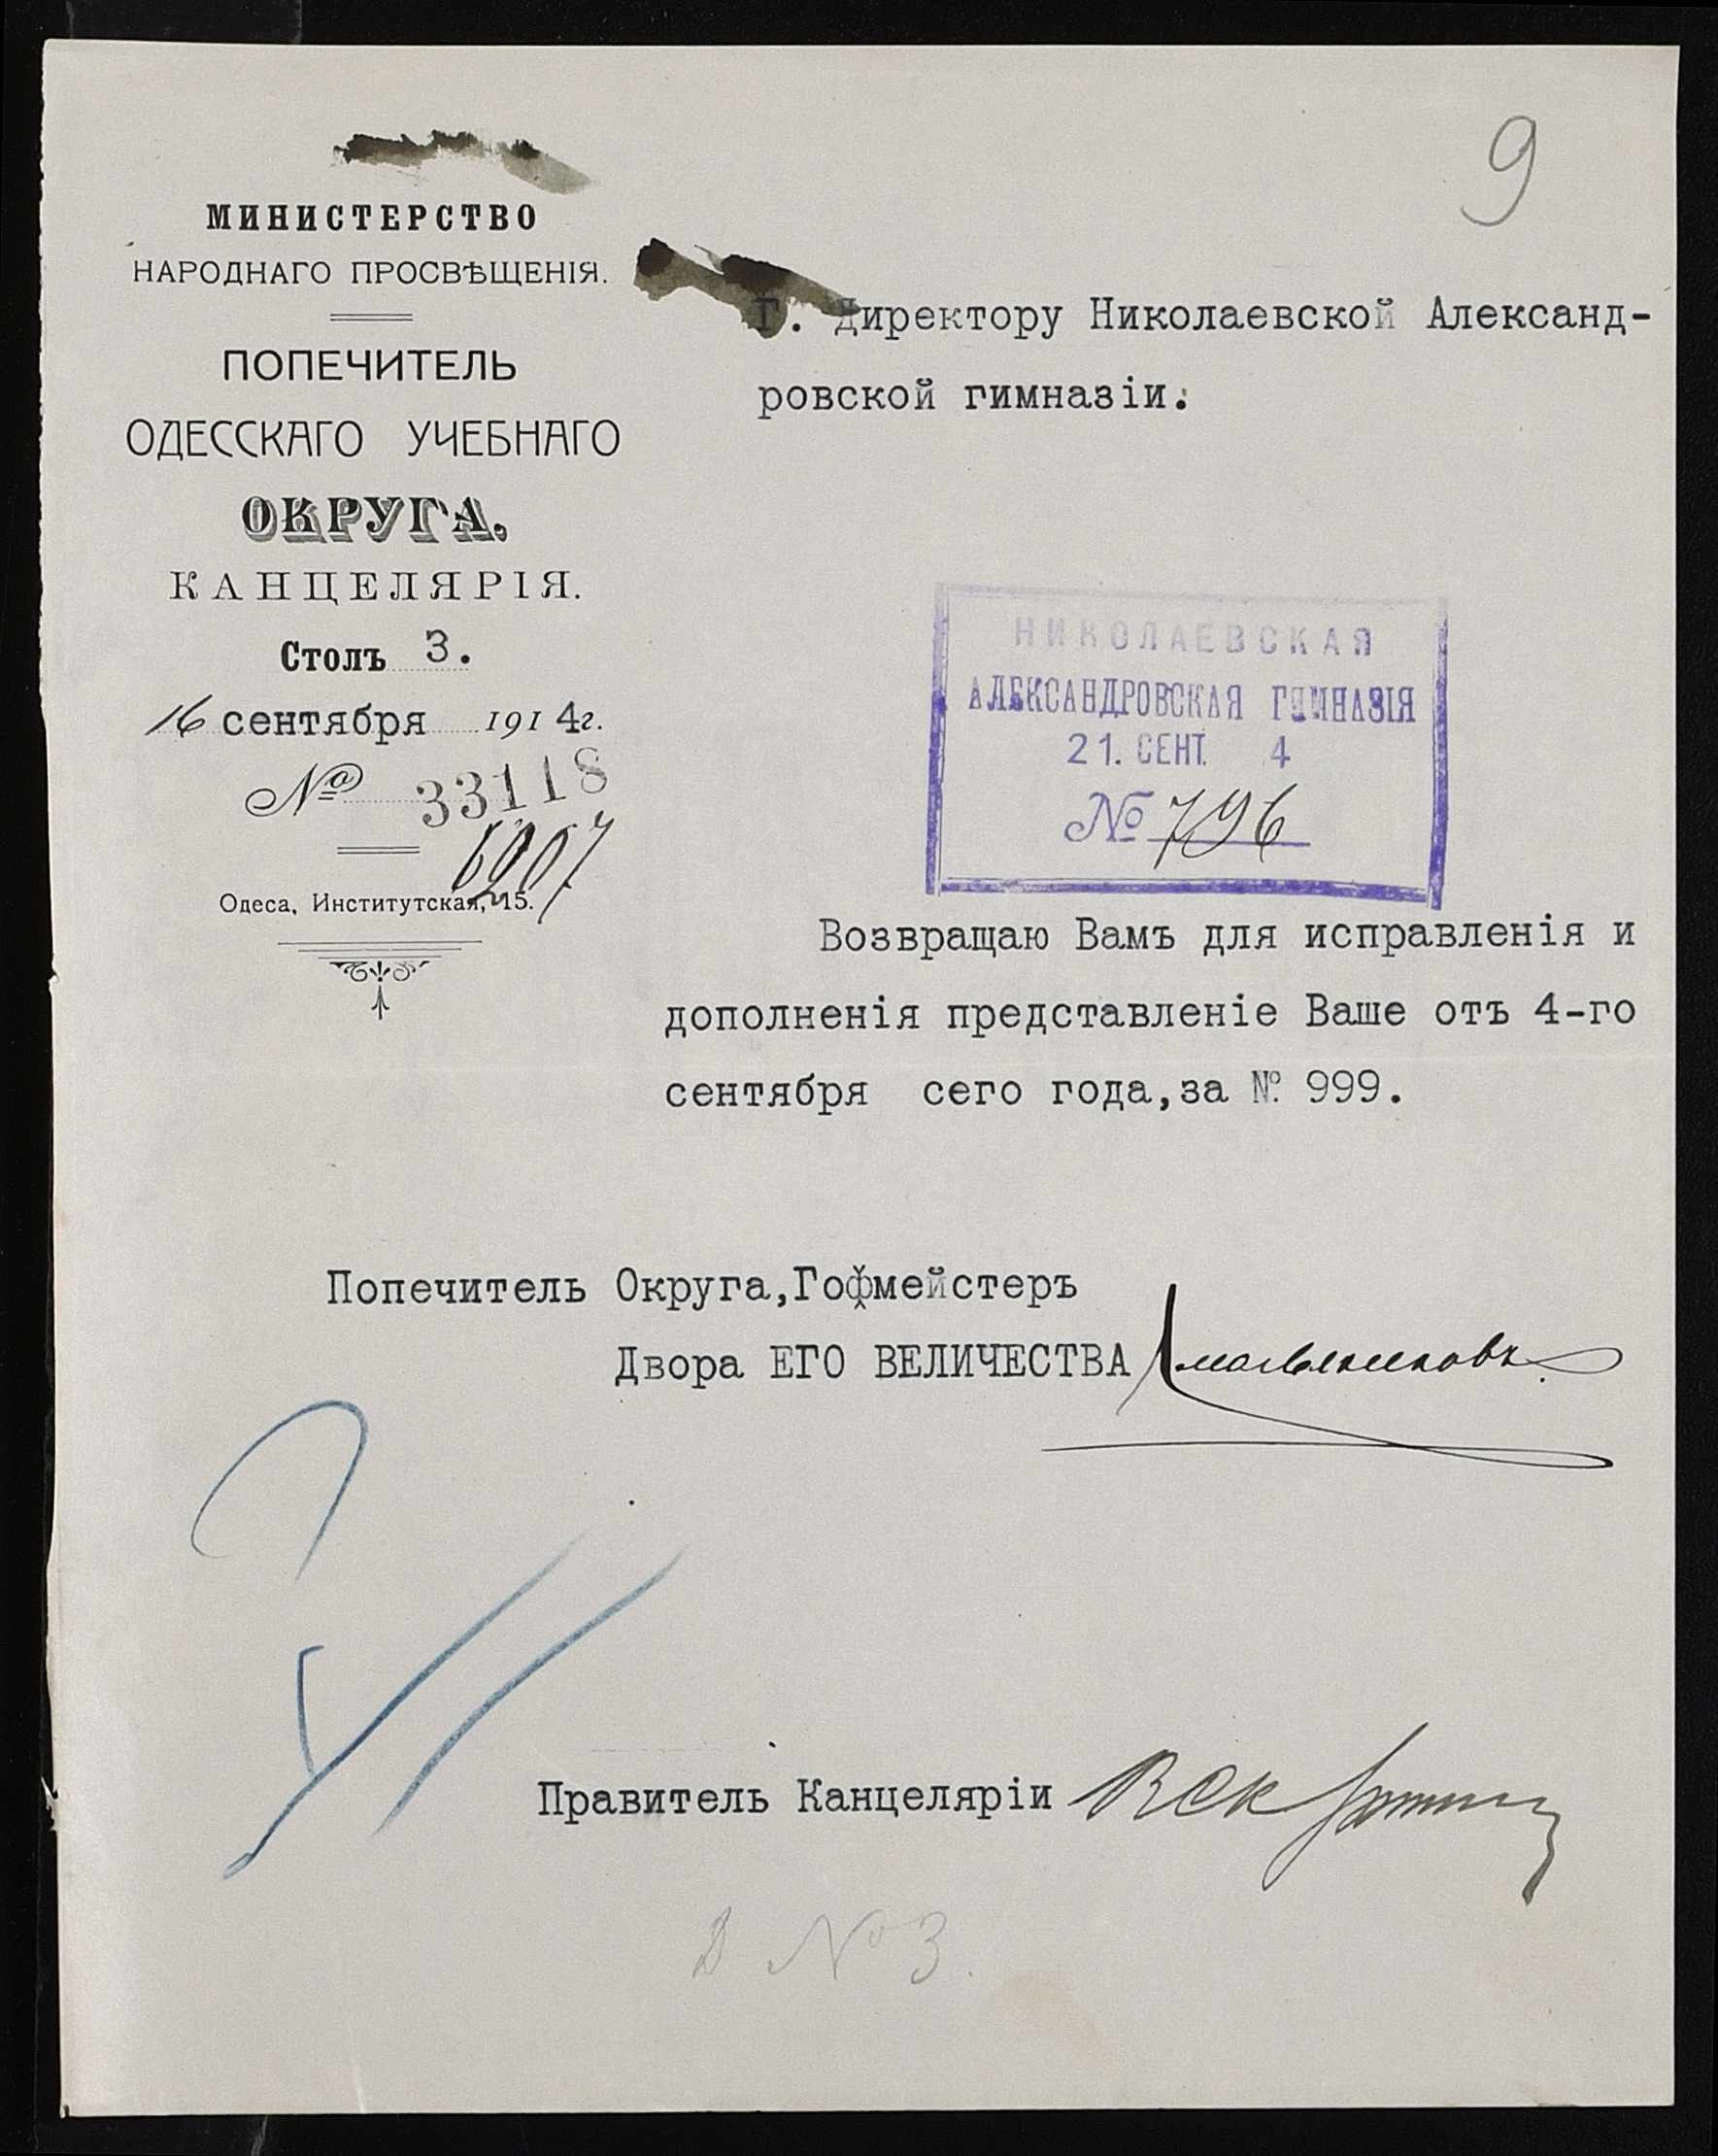 9
МИНИСТЕРСТВО
НАРОДНАГО ПРОСВѢЩЕНІЯ.
ПОПЕЧИТЕЛЬ
ОДЕССКАГО УЧЕБНАГО
ОКРУГА.
КАНЦЕЛЯРІЯ.
Столъ 3.
16 сентября 1914г.
№ 33118
6907
Одеса, Институтская, 15.
Г. Директору Николаевской Александ-
ровской гимназіи.
НИКОЛАЕВСКАЯ
АЛЕКСАНДРОВСКАЯ ГИМНАЗІЯ
21. СЕНТ. 4
№ 796
Возвращаю Вамъ для исправленія и
дополненія представленіе Ваше отъ 4-го
сентября сего года,за № 999.
Попечитель Округа,Гофмейстеръ
Двора ЕГО ВЕЛИЧЕСТВА
Правитель Канцеляріи
Д №3.